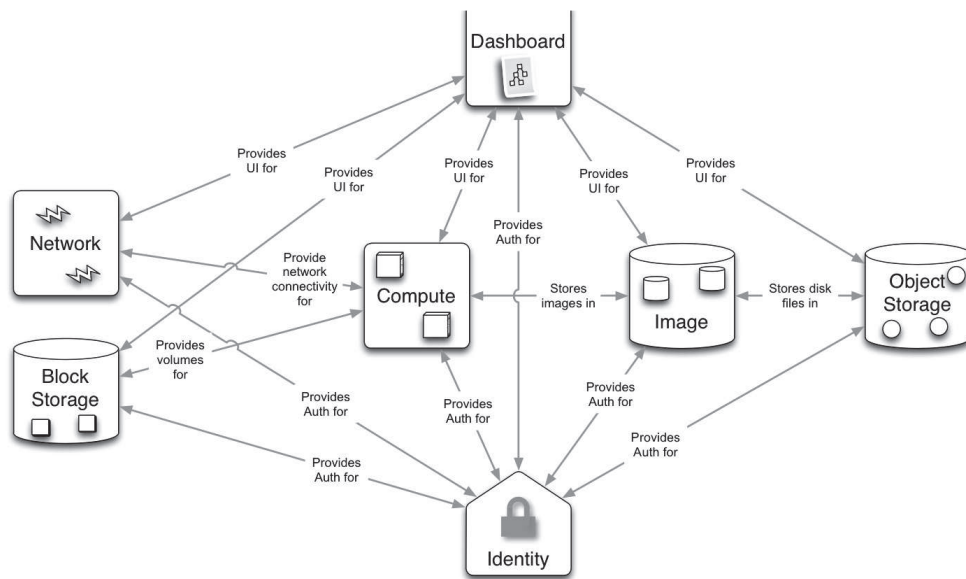 Dashboard
Provides
UI for
Provides
UI for
Provides
UI for
Provides
UI for
Provides
UI for
Provides
Auth for
Network
Provide
network
connectivity
for
Compute
Stores
images in
Image
Stores disk
files in
Object
Storage
Provides
volumes
for
Block
Storage
Provides
Auth for
Provides
Auth for
Provides
Auth for
Provides
Auth for
Provides
Auth for
Identity